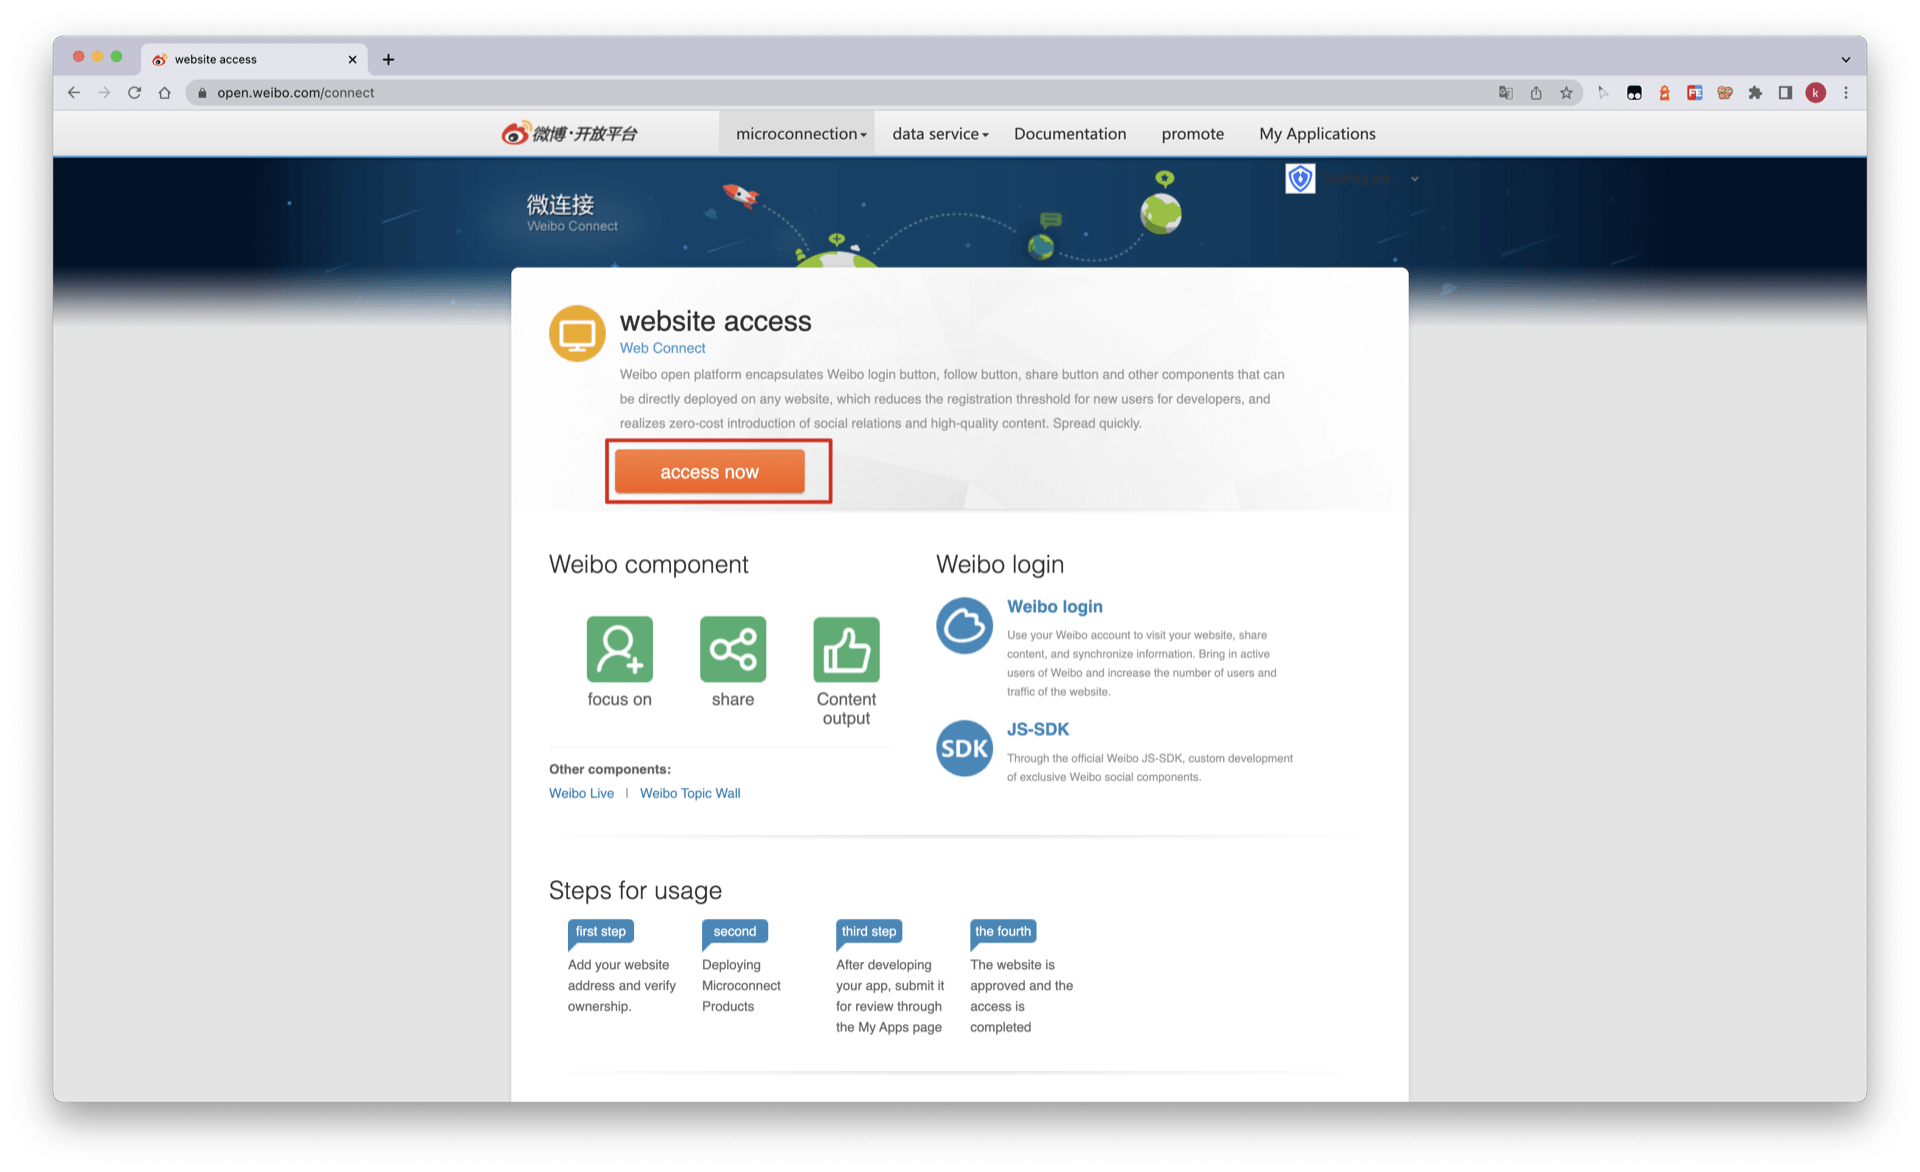 website access
open.weibo.com/connect
k
微博·开放平台
microconnection
data service
Documentation
promote
My Applications
微连接
Weibo Connect
website access
Web Connect
Weibo open platform encapsulates Weibo login button, follow button, share button and other components that can
be directly deployed on any website, which reduces the registration threshold for new users for developers, and
realizes zero-cost introduction of social relations and high-quality content. Spread quickly.
access now
Weibo component
focus on
share
Content
output
Other components:
Weibo Live | Weibo Topic Wall
Weibo login
Weibo login
Use your Weibo account to visit your website, share
content, and synchronize information. Bring in active
users of Weibo and increase the number of users and
traffic of the website.
SDK
JS-SDK
Through the official Weibo JS-SDK, custom development
of exclusive Weibo social components.
Steps for usage
first step
Add your website
address and verify
ownership.
second
Deploying
Microconnect
Products
third step
After developing
your app, submit it
for review through
the My Apps page
the fourth
The website is
approved and the
access is
completed